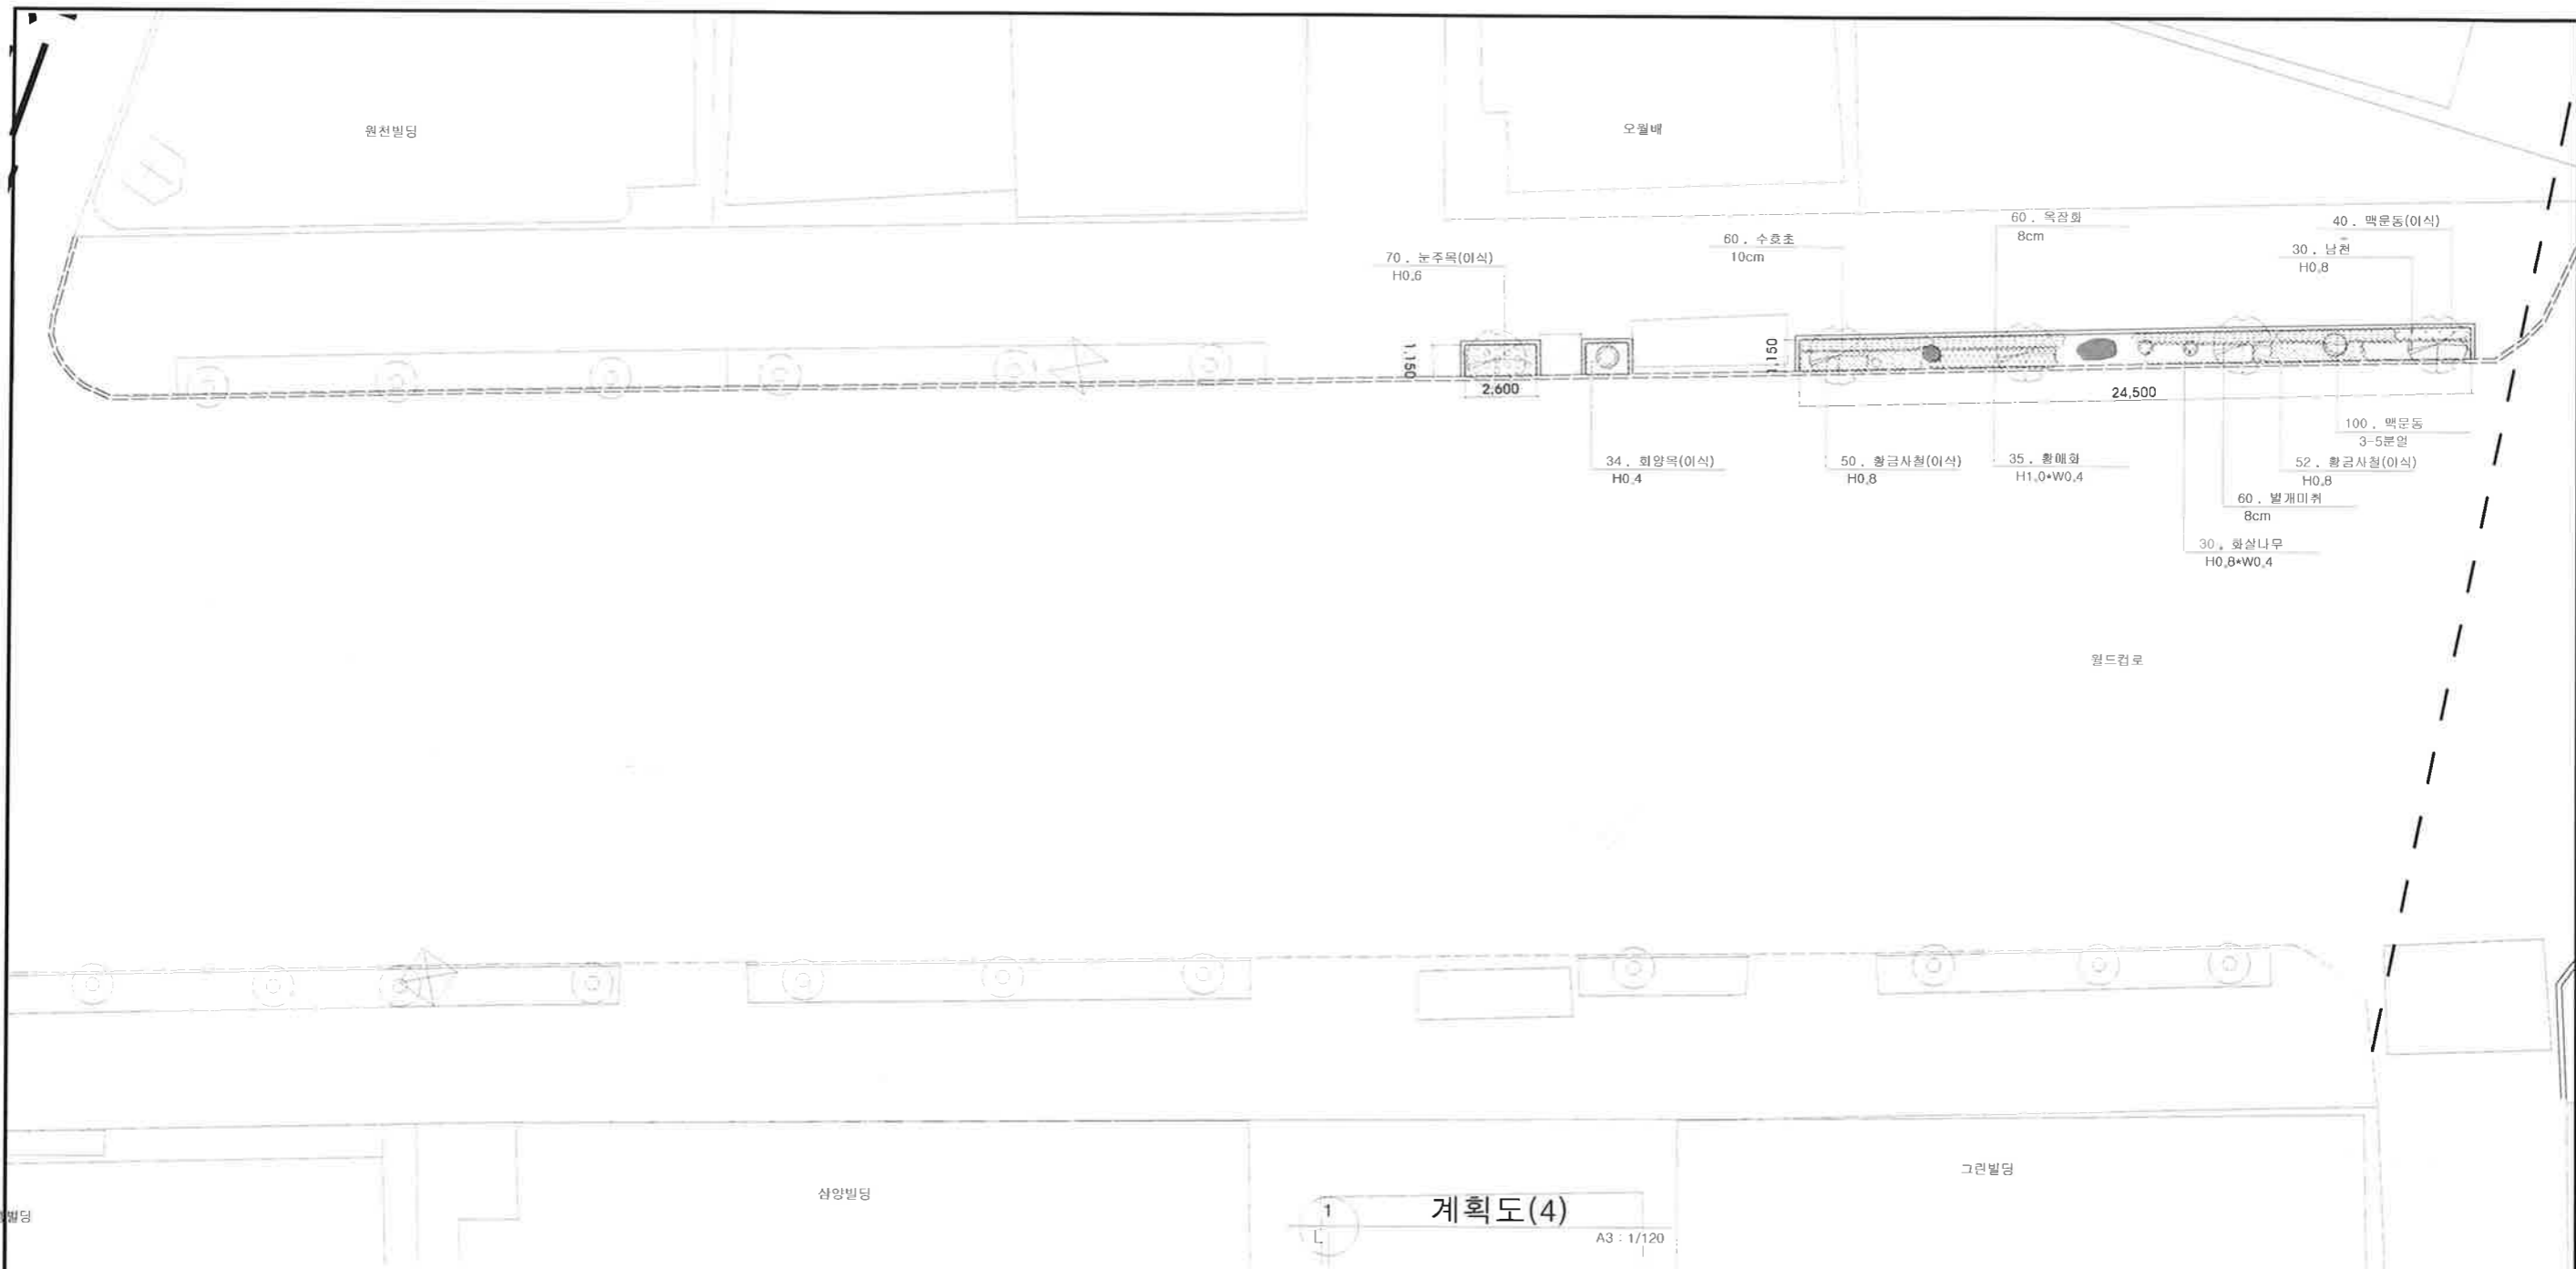 원천빌딩
오월배
60 . 옥잠화
8cm
40 . 맥문동(이식)
60 . 수호초
10cm
30 . 남천
H0.8
70 . 눈주목(이식)
H0.6
1,150
1,150
2,600
24,500
100 . 맥문동
3-5분얼
34 . 회양목(이식)
H0.4
50 . 황금사철(이식)
H0.8
35 . 황매화
H1.0*W0.4
52 . 황금사철(이식)
H0.8
60 . 벌개미취
8cm
30 . 화살나무
H0.8*W0.4
월드컵로
그린빌딩
삼양빌딩
빌딩
1
L
계획도(4)
A3 : 1/120